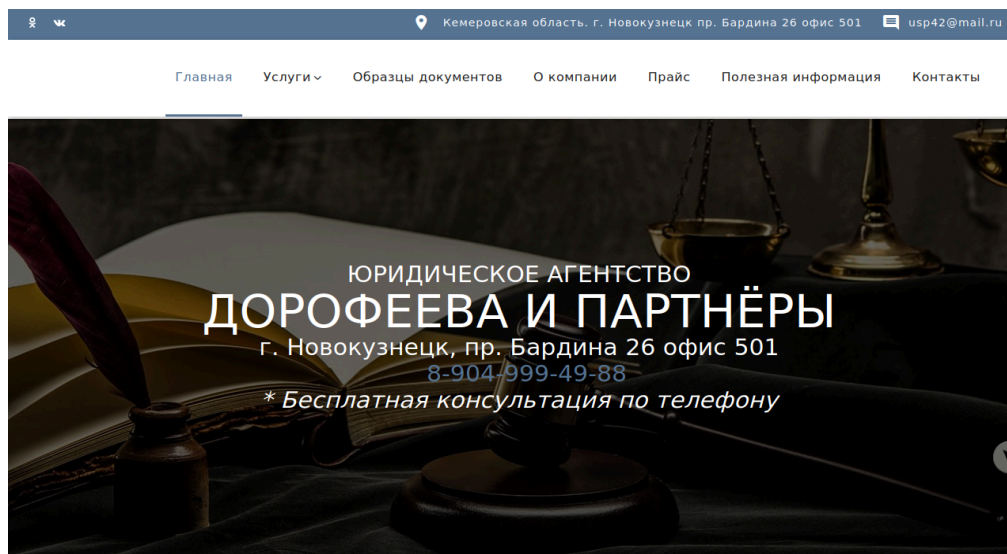 Кемеровская область. г. Новокузнецк пр. Бардина 26 офис 501 usp42@mail.ru
Главная Услуги Образцы документов О компании Прайс Полезная информация Контакты
ЮРИДИЧЕСКОЕ АГЕНТСТВО
ДОРОФЕЕВА И ПАРТНЁРЫ
г. Новокузнецк, пр. Бардина 26 офис 501
8-904-999-49-88
* Бесплатная консультация по телефону